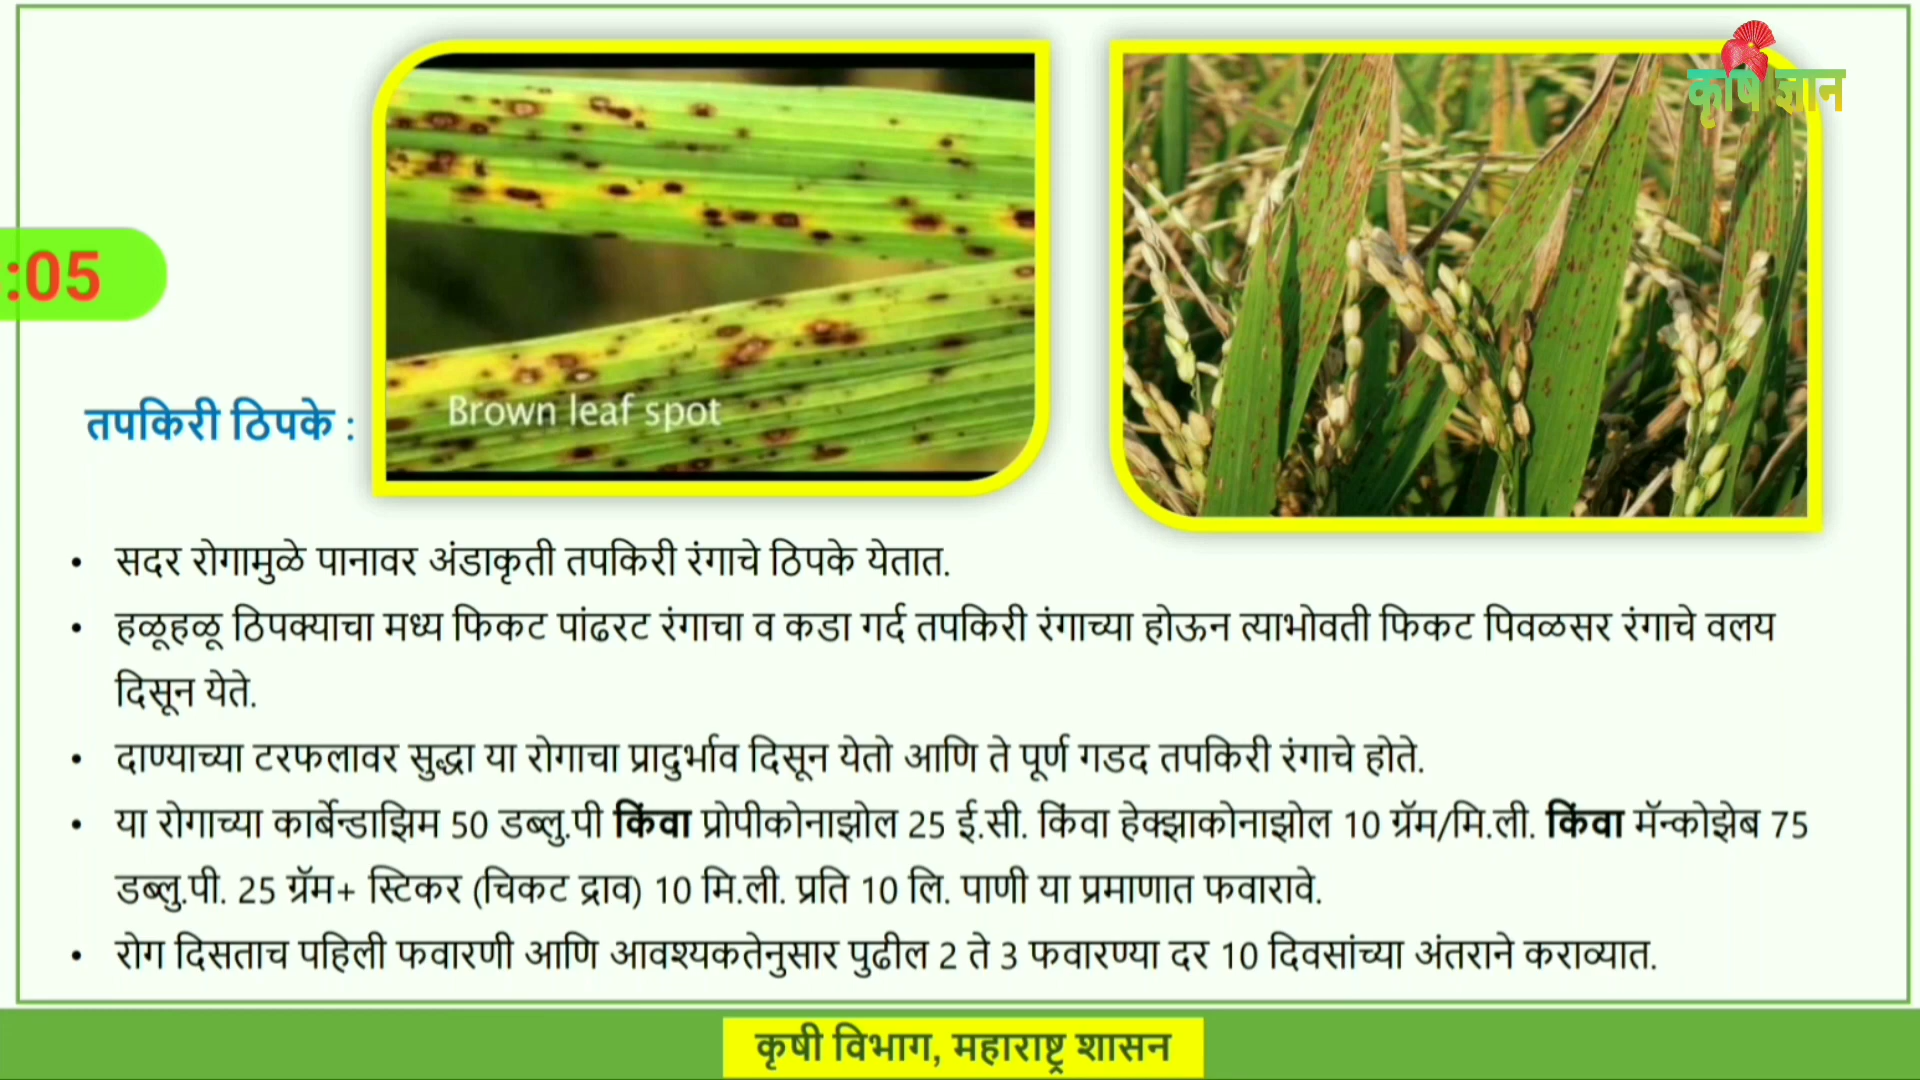 कृषि ज्ञान
:05
Brown leaf spot
तपकिरी ठिपके :
• सदर रोगामुळे पानावर अंडाकृती तपकिरी रंगाचे ठिपके येतात.
• हळूहळू ठिपक्याचा मध्य फिकट पांढरट रंगाचा व कडा गर्द तपकिरी रंगाच्या होऊन त्याभोवती फिकट पिवळसर रंगाचे वलय
दिसून येते.
• दाण्याच्या टरफलावर सुद्धा या रोगाचा प्रादुर्भाव दिसून येतो आणि ते पूर्ण गडद तपकिरी रंगाचे होते.
• या रोगाच्या कार्बेन्डाझिम 50 डब्लु.पी किंवा प्रोपीकोनाझोल 25 ई.सी. किंवा हेक्झाकोनाझोल 10 ग्रॅम/मि.ली. किंवा मॅन्कोझेब 75
डब्लु.पी. 25 ग्रॅम+ स्टिकर (चिकट द्राव) 10 मि.ली. प्रति 10 लि. पाणी या प्रमाणात फवारावे.
• रोग दिसताच पहिली फवारणी आणि आवश्यकतेनुसार पुढील 2 ते 3 फवारण्या दर 10 दिवसांच्या अंतराने कराव्यात.
कृषी विभाग, महाराष्ट्र शासन